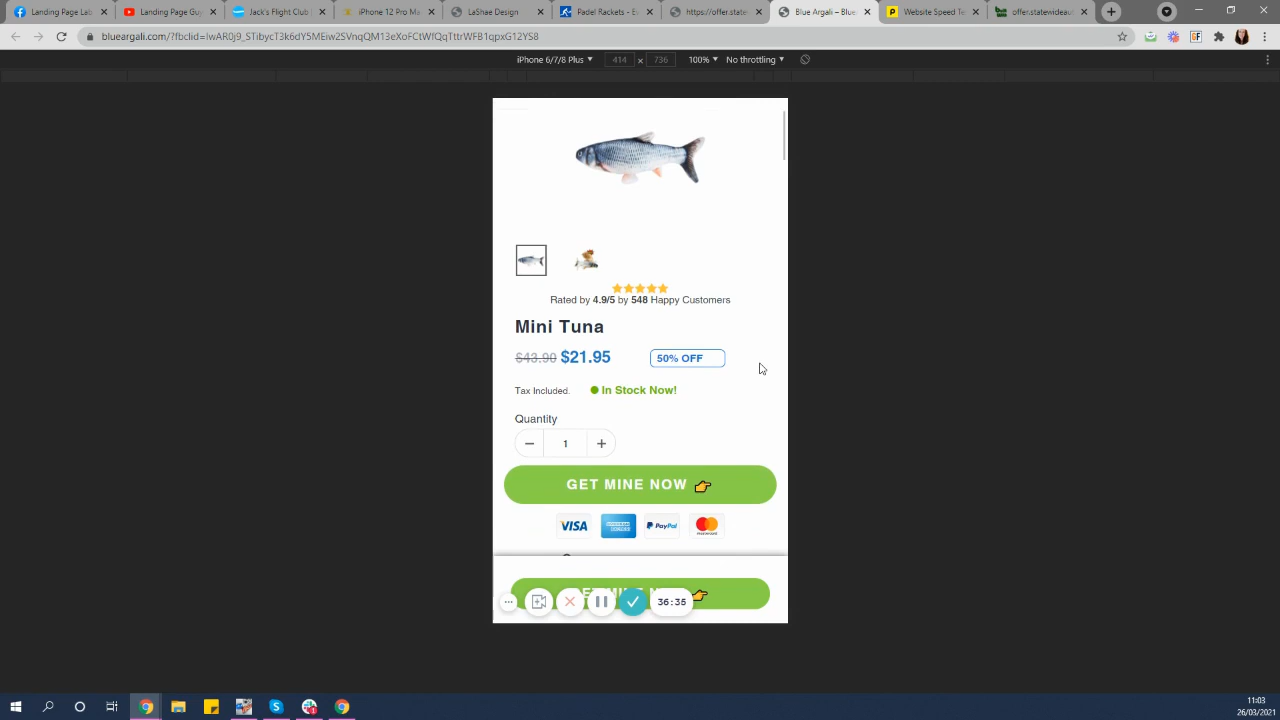 Landing Page Lab
Landing Page Gu
Jack's Flight Club
iPhone 12 Pro Ma
LaShae Design
Padel Rackets - E
https://offer.state
Blue Argali – Blue
Website Speed Te
offer.statewideau
blueargali.com/?fbclid=IwAR0j9_STibycT3k6dY5MEiw2SVnqQM13eXoFCtWfQqTttrWFB1qpxG12YS8
iPhone 6/7/8 Plus
414 × 736
100%
No throttling
Rated by 4.9/5 by 548 Happy Customers
Mini Tuna
$43.90 $21.95
50% OFF
Tax Included.
In Stock Now!
Quantity
− 1 +
GET MINE NOW
VISA
PayPal
36:35
11:03
26/03/2021